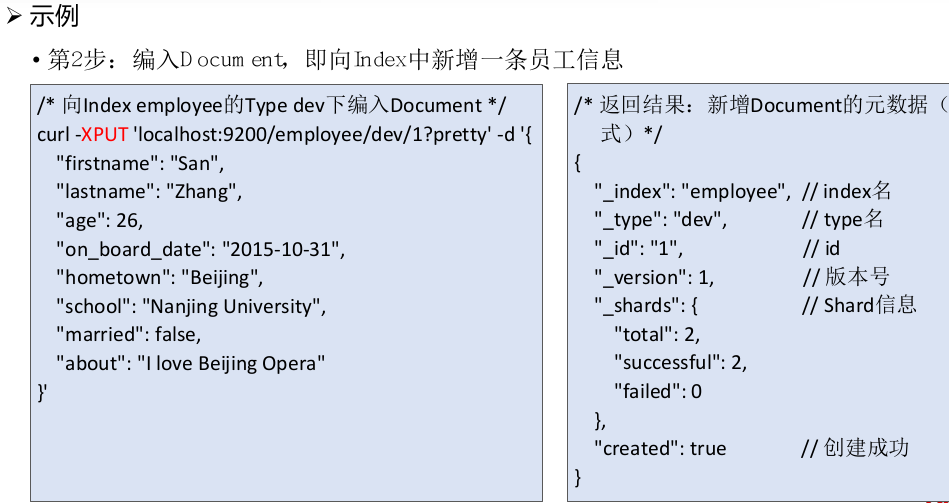 ➢ 示例
• 第2步：编入Document，即向Index中新增一条员工信息
/* 向Index employee的Type dev下编入Document */
curl -XPUT 'localhost:9200/employee/dev/1?pretty' -d '{
"firstname": "San",
"lastname": "Zhang",
"age": 26,
"on_board_date": "2015-10-31",
"hometown": "Beijing",
"school": "Nanjing University",
"married": false,
"about": "I love Beijing Opera"
}'
/* 返回结果：新增Document的元数据（
式）*/
{
"_index": "employee", // index名
"_type": "dev", // type名
"_id": "1", // id
"_version": 1, // 版本号
"_shards": { // Shard信息
"total": 2,
"successful": 2,
"failed": 0
},
"created": true // 创建成功
}